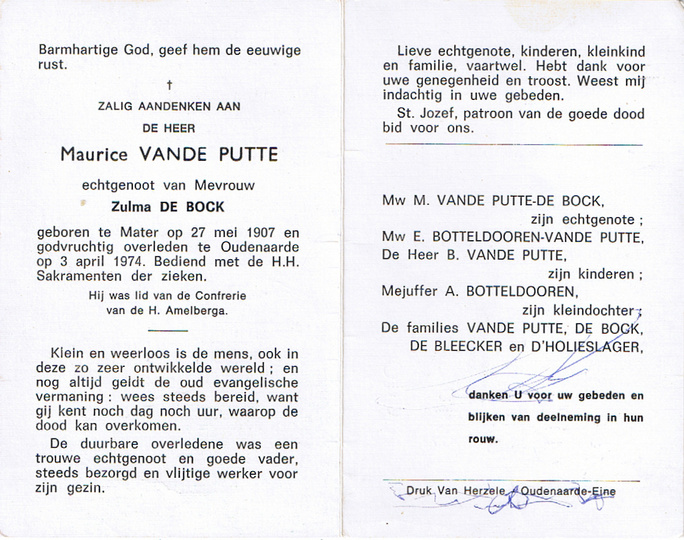 Barmhartige God, geef hem de eeuwige
rust.
†
ZALIG AANDENKEN AAN
DE HEER
Maurice VANDE PUTTE
echtgenoot van Mevrouw
Zulma DE BOCK
geboren te Mater op 27 mei 1907 en
godvruchtig overleden te Oudenaarde
op 3 april 1974. Bediend met de H.H.
Sakramenten der zieken.
Hij was lid van de Confrerie
van de H. Amelberga.
Klein en weerloos is de mens, ook in
deze zo zeer ontwikkelde wereld ; en
nog altijd geldt de oud evangelische
vermaning : wees steeds bereid, want
gij kent noch dag noch uur, waarop de
dood kan overkomen.
De duurbare overledene was een
trouwe echtgenoot en goede vader,
steeds bezorgd en vlijtige werker voor
zijn gezin.
Lieve echtgenote, kinderen, kleinkind
en familie, vaartwel. Hebt dank voor
uwe genegenheid en troost. Weest mij
indachtig in uwe gebeden.
St. Jozef, patroon van de goede dood
bid voor ons.
Mw M. VANDE PUTTE-DE BOCK,
zijn echtgenote ;
Mw E. BOTTELDOOREN-VANDE PUTTE,
De Heer B. VANDE PUTTE,
zijn kinderen ;
Mejuffer A. BOTTELDOOREN,
zijn kleindochter ;
De families VANDE PUTTE, DE BOCK,
DE BLEECKER en D'HOLIESLAGER,
danken U voor uw gebeden en
blijken van deelneming in hun
rouw.
Druk Van Herzele Oudenaarde-Eine